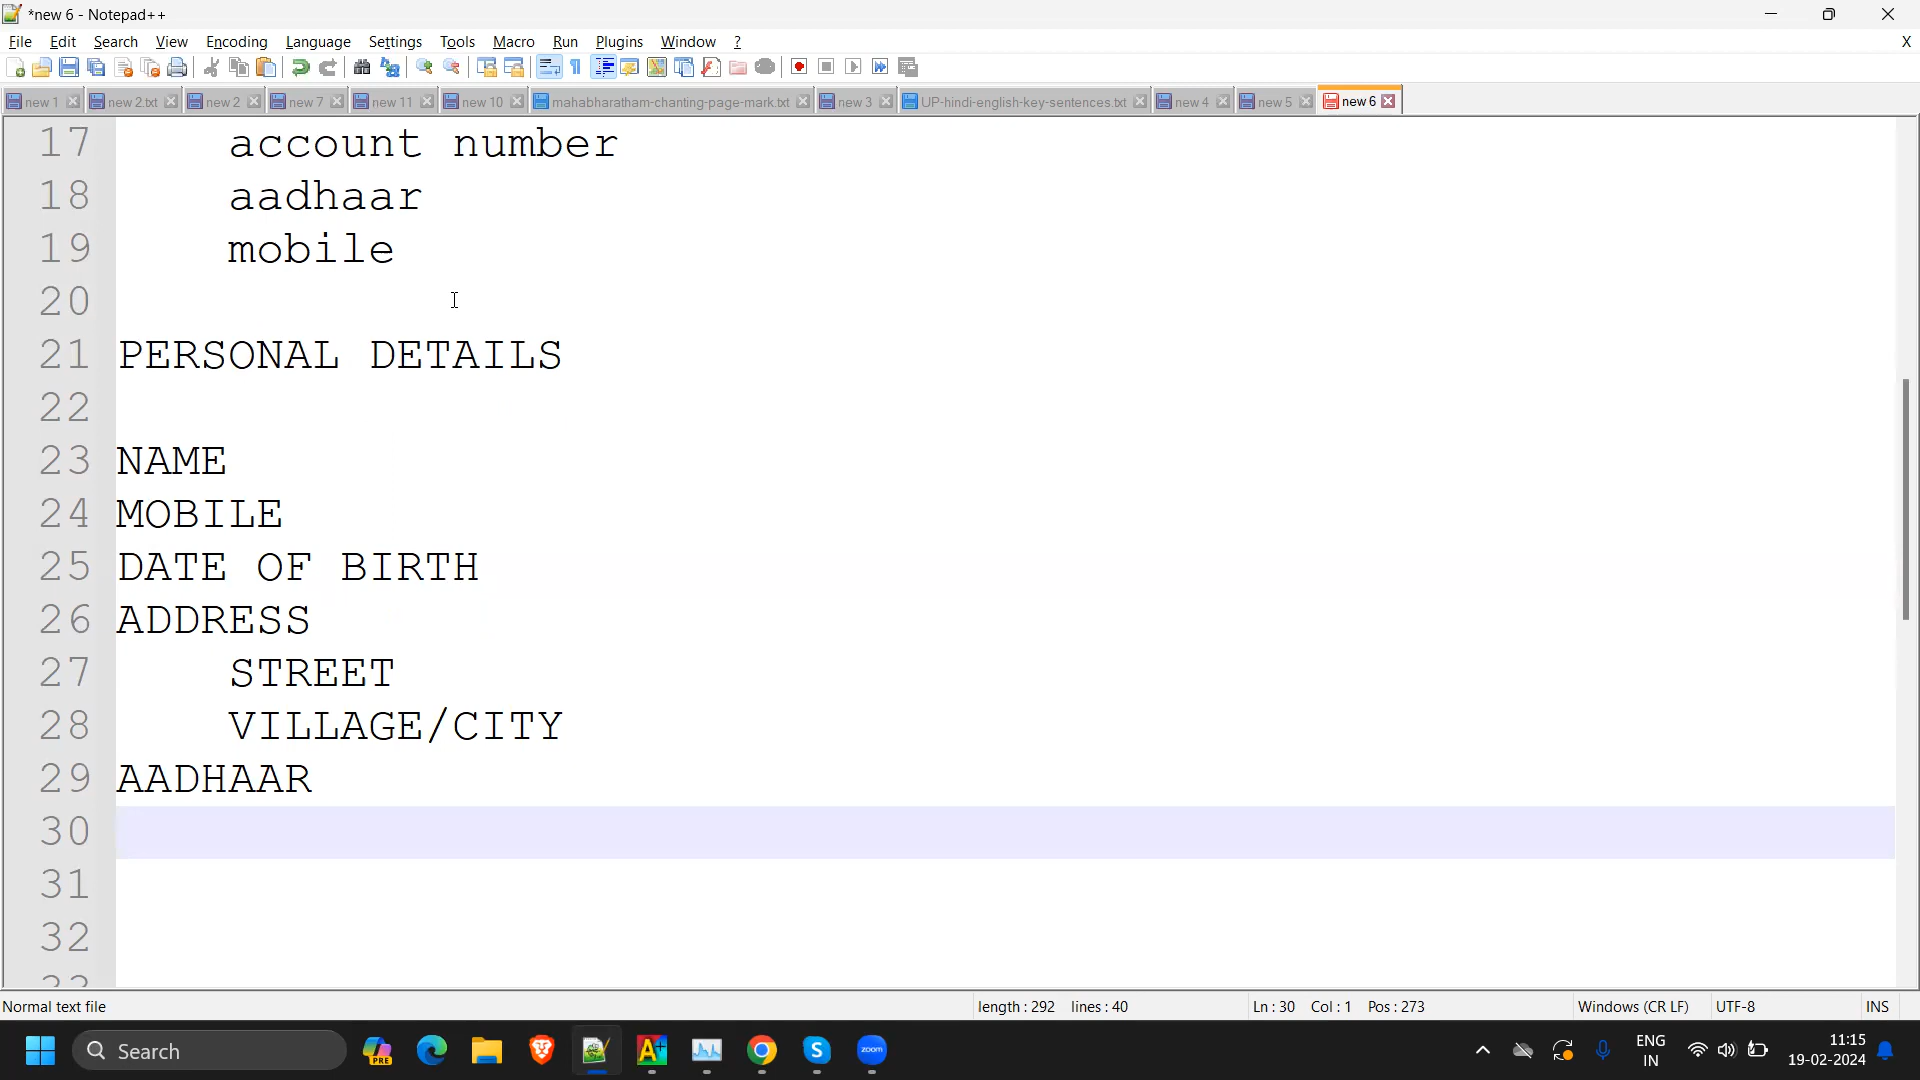 *new 6 - Notepad++
File Edit Search View Encoding Language Settings Tools Macro Run Plugins Window ? X
new 1 new 2.txt new 2 new 7 new 11 new 10 mahabharatham-chanting-page-mark.txt new 3 UP-hindi-english-key-sentences.txt new 4 new 5 new 6
17 account number
18 aadhaar
19 mobile
20
21 PERSONAL DETAILS
22
23 NAME
24 MOBILE
25 DATE OF BIRTH
26 ADDRESS
27 STREET
28 VILLAGE/CITY
29 AADHAAR
30
31
32
Normal text file length : 292 lines : 40 Ln : 30 Col : 1 Pos : 273 Windows (CR LF) UTF-8 INS
Search PRE zoom ENG 11:15
IN 19-02-2024